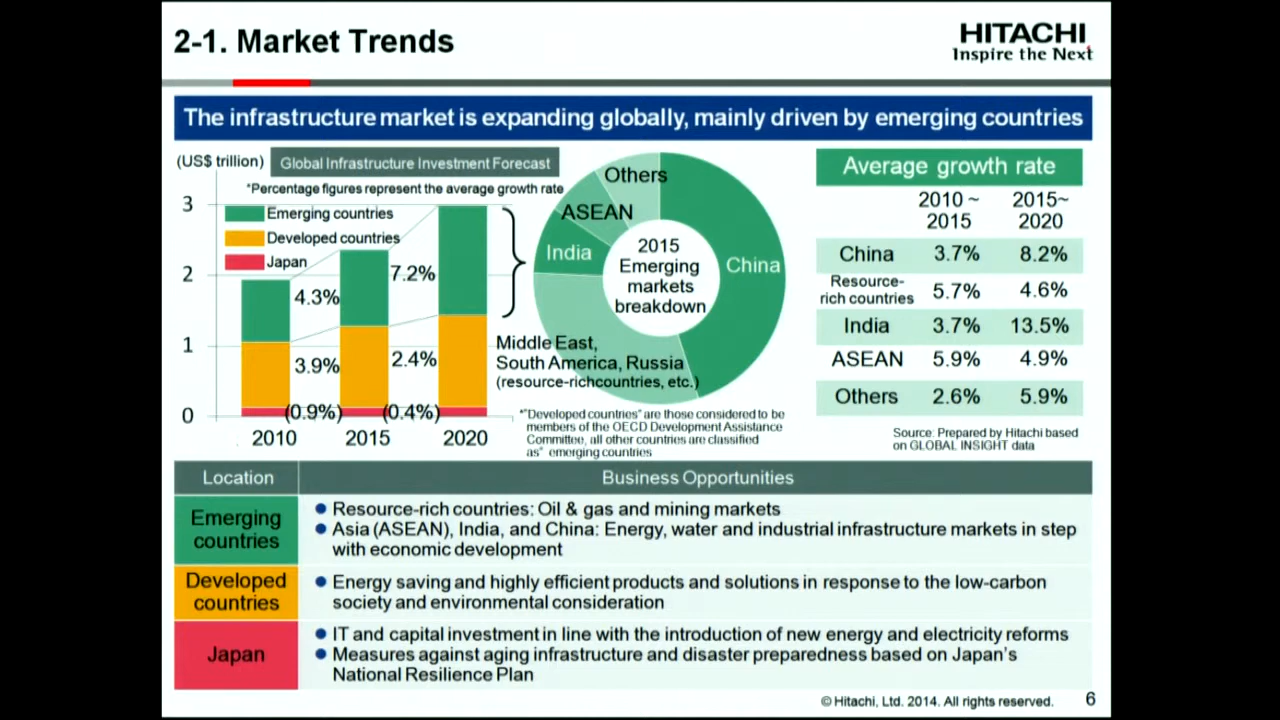 2-1. Market Trends
HITACHI
Inspire the Next
The infrastructure market is expanding globally, mainly driven by emerging countries
(US$ trillion)
Global Infrastructure Investment Forecast
*Percentage figures represent the average growth rate
3
2
1
0
Emerging countries
Developed countries
Japan
4.3%
7.2%
3.9%
2.4%
(0.9%)
(0.4%)
2010
2015
2020
Others
ASEAN
India
China
2015
Emerging
markets
breakdown
Middle East,
South America, Russia
(resource-richcountries, etc.)
*"Developed countries" are those considered to be
members of the OECD Development Assistance
Committee, all other countries are classified
as" emerging countries
Average growth rate
2010 ~ 2015~
2015 2020
China 3.7% 8.2%
Resource-
rich countries 5.7% 4.6%
India 3.7% 13.5%
ASEAN 5.9% 4.9%
Others 2.6% 5.9%
Source: Prepared by Hitachi based
on GLOBAL INSIGHT data
Location Business Opportunities
Emerging
countries
● Resource-rich countries: Oil & gas and mining markets
● Asia (ASEAN), India, and China: Energy, water and industrial infrastructure markets in step
with economic development
Developed
countries
● Energy saving and highly efficient products and solutions in response to the low-carbon
society and environmental consideration
Japan
● IT and capital investment in line with the introduction of new energy and electricity reforms
● Measures against aging infrastructure and disaster preparedness based on Japan's
National Resilience Plan
© Hitachi, Ltd. 2014. All rights reserved.
6